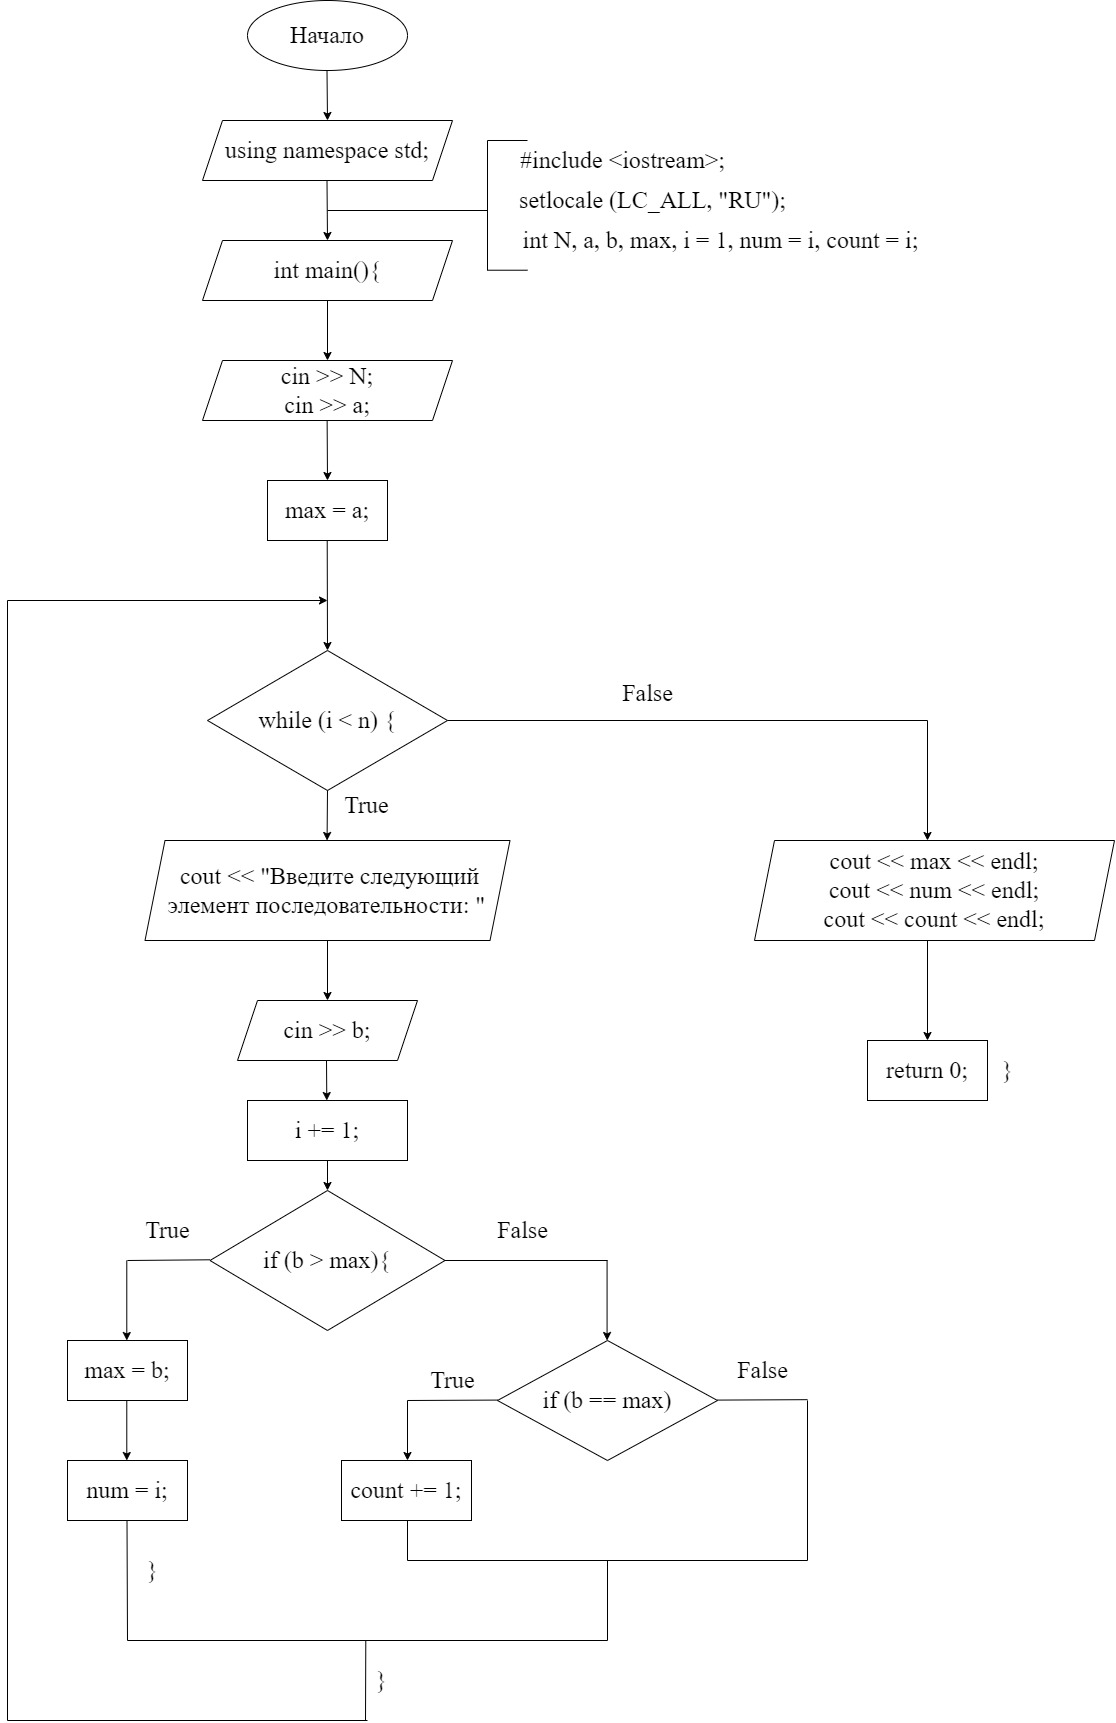 Начало
using namespace std;
#include <iostream>;
setlocale (LC_ALL, "RU");
int N, a, b, max, i = 1, num = i, count = i;
int main(){
cin >> N;
cin >> a;
max = a;
while (i < n) {
False
True
cout << "Введите следующий
элемент последовательности: "
cout << max << endl;
cout << num << endl;
cout << count << endl;
cin >> b;
return 0;
}
i += 1;
True
False
if (b > max){
max = b;
True
False
if (b == max)
num = i;
count += 1;
}
}